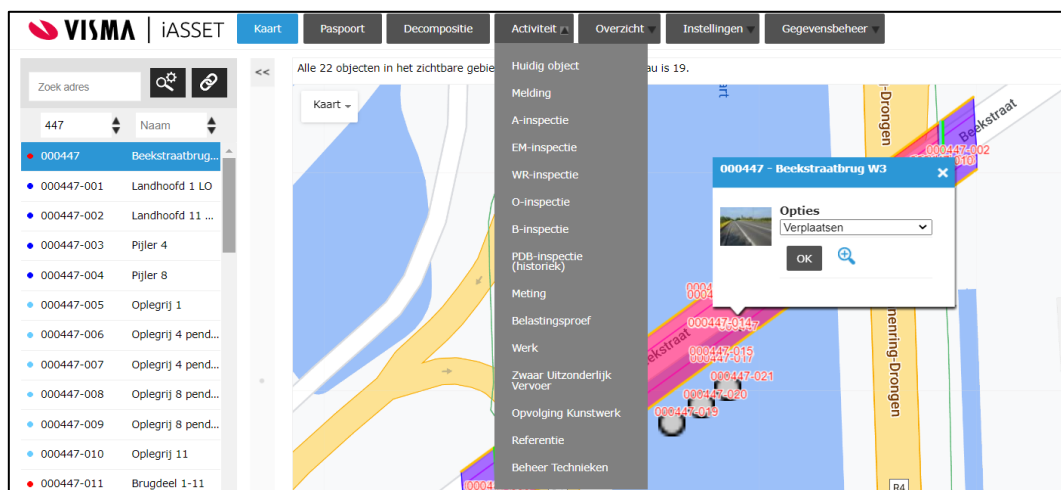 VISMA | iASSET
Kaart
Paspoort
Decompositie
Activiteit
Overzicht
Instellingen
Gegevensbeheer
Zoek adres
<<
447
Naam
000447 Beekstraatbrug...
000447-001 Landhoofd 1 LO
000447-002 Landhoofd 11 ...
000447-003 Pijler 4
000447-004 Pijler 8
000447-005 Oplegrij 1
000447-006 Oplegrij 4 pend...
000447-007 Oplegrij 4 pend...
000447-008 Oplegrij 8 pend...
000447-009 Oplegrij 8 pend...
000447-010 Oplegrij 11
000447-011 Brugdeel 1-11
Alle 22 objecten in het zichtbare gebie
au is 19.
Kaart
Huidig object
Melding
A-inspectie
EM-inspectie
WR-inspectie
O-inspectie
B-inspectie
PDB-inspectie
(historiek)
Meting
Belastingsproef
Werk
Zwaar Uitzonderlijk
Vervoer
Opvolging Kunstwerk
Referentie
Beheer Technieken
art
-Drongen
Beekstraat
000447-002
000447 - Beekstraatbrug W3
×
Opties
Verplaatsen
OK
000447-014
ekstraat
000447-015
000447-017
000447-021
000447-020
000447-019
nenring-Drongen
R4